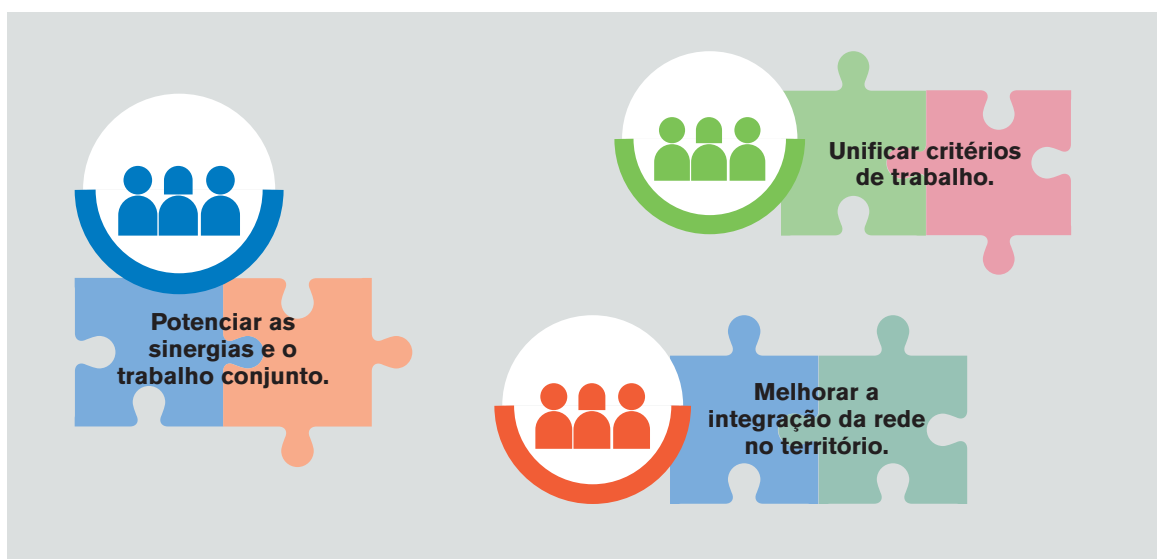 Potenciar as
sinergias e o
trabalho conjunto.
Unificar critérios
de trabalho.
Melhorar a
integração da rede
no território.